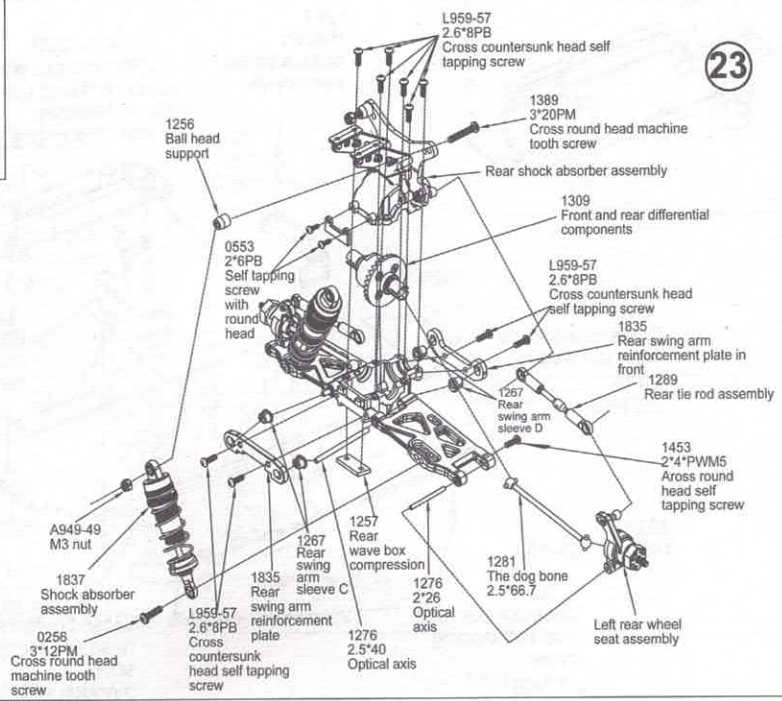 L959-57
2.6*8PB
Cross countersunk head self
tapping screw
23
1389
3*20PM
Cross round head machine
tooth screw
1256
Ball head
support
Rear shock absorber assembly
1309
Front and rear differential
components
0553
2*6PB
Self tapping
screw
with
round
head
L959-57
2.6*8PB
Cross countersunk head
self tapping screw
1835
Rear swing arm
reinforcement plate in
front
1267
Rear
swing arm
sleeve D
1289
Rear tie rod assembly
1453
2*4*PWM5
Aross round
head self
tapping screw
A949-49
M3 nut
1837
Shock absorber
assembly
0256
3*12PM
Cross round head
machine tooth
screw
L959-57
2.6*8PB
Cross
countersunk
head self tapping
screw
1835
Rear
swing arm
reinforcement
plate
1267
Rear
swing
arm
sleeve C
1257
Rear
wave box
compression
1276
2.5*40
Optical axis
1276
2*26
Optical
axis
1281
The dog bone
2.5*66.7
Left rear wheel
seat assembly